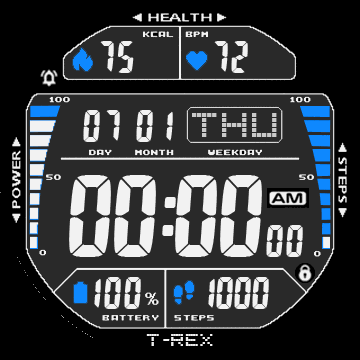 ◄ HEALTH ►
KCAL BPM
75 72
100 100
07 01 THU
DAY MONTH WEEKDAY
◄ POWER ►
◄ STEPS ►
50 50
00:00 AM 00
0 0
100% 1000
BATTERY STEPS
T-REX